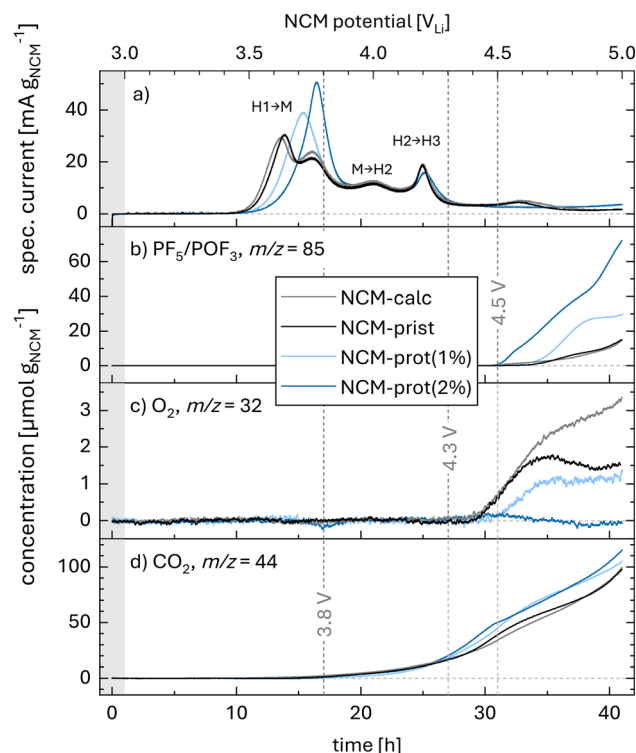 NCM potential [V_Li]
3.0 3.5 4.0 4.5 5.0
spec. current [mA g_NCM⁻¹]
40
20
0
a)
H1→M
M→H2
H2→H3
concentration [µmol g_NCM⁻¹]
60
40
20
0
b) PF₅/POF₃, m/z = 85
4.5 V
NCM-calc
NCM-prist
NCM-prot(1%)
NCM-prot(2%)
3
2
1
0
c) O₂, m/z = 32
4.3 V
100
50
0
d) CO₂, m/z = 44
3.8 V
0 10 20 30 40
time [h]